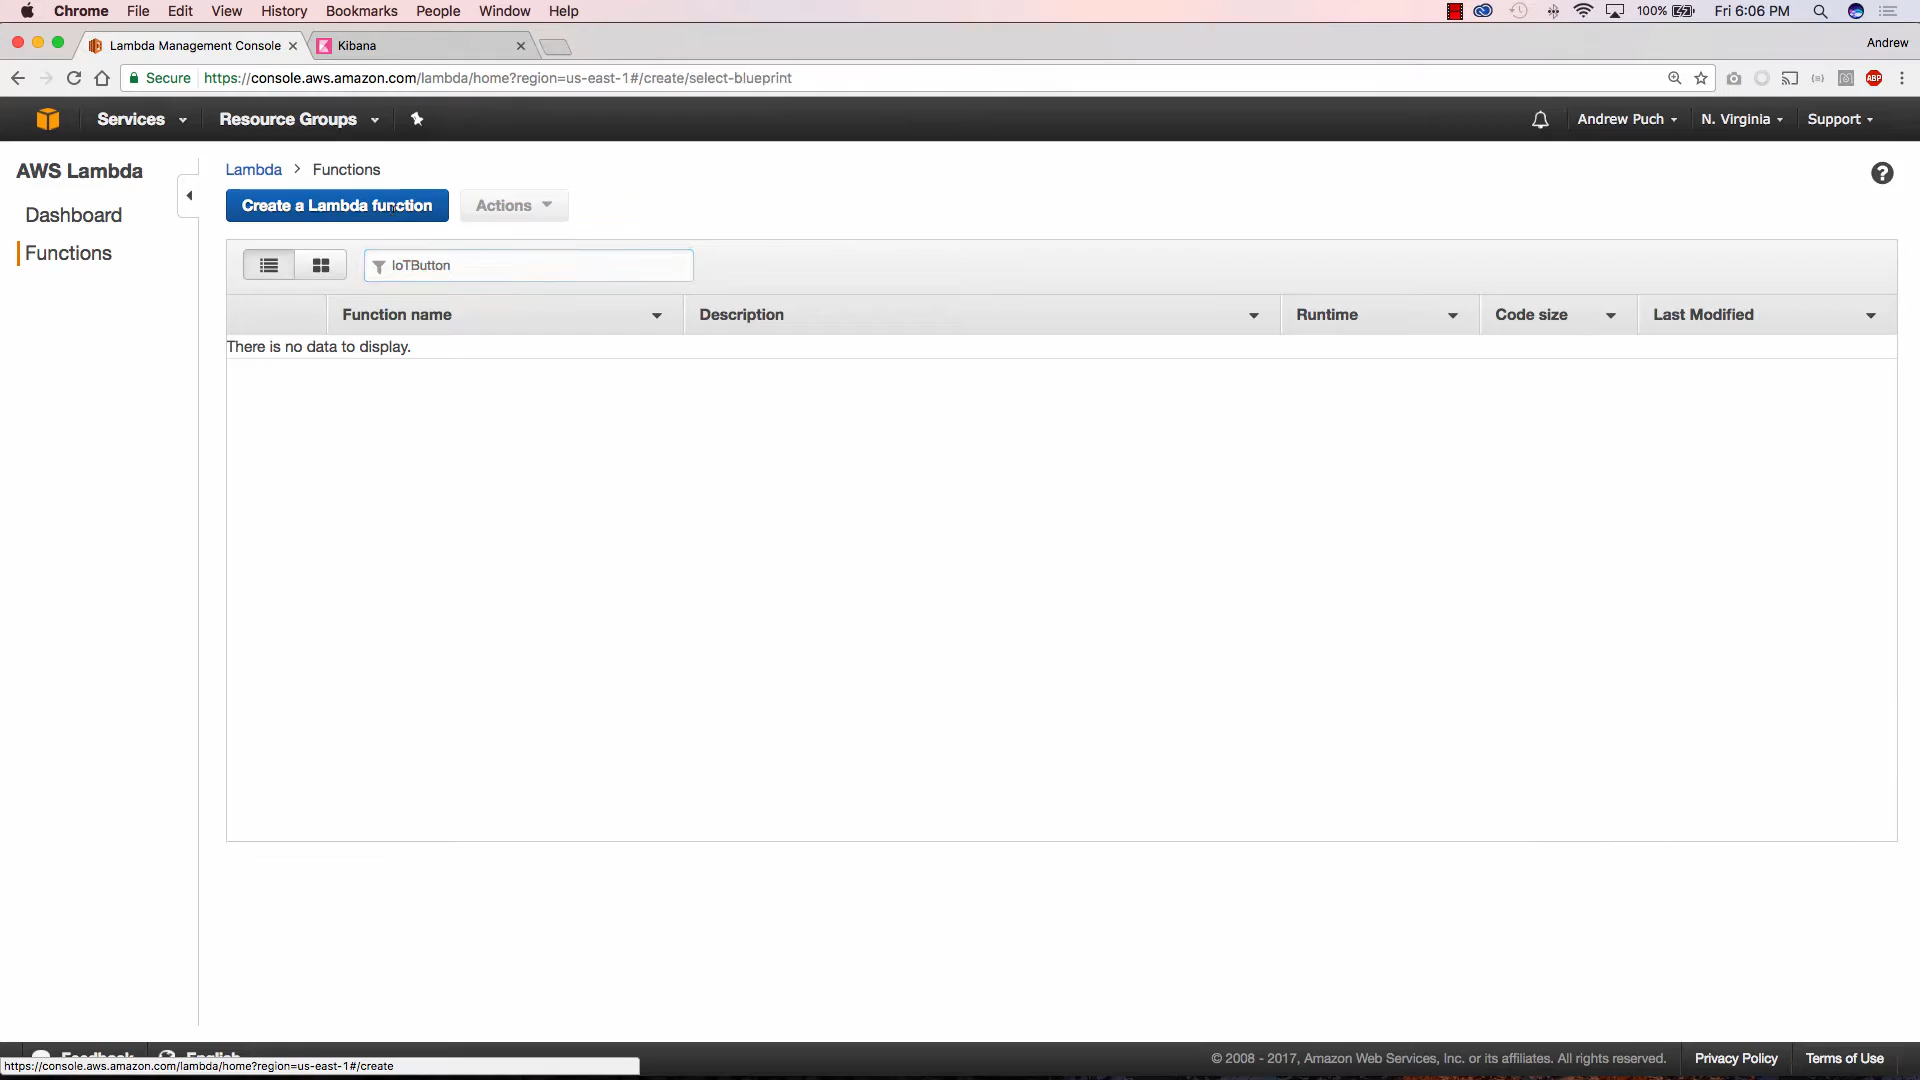 Chrome File Edit View History Bookmarks People Window Help 100% Fri 6:06 PM
Lambda Management Console Kibana Andrew
Secure https://console.aws.amazon.com/lambda/home?region=us-east-1#/create/select-blueprint ABP
Services Resource Groups Andrew Puch N. Virginia Support
AWS Lambda
Dashboard
Functions
Lambda > Functions
Create a Lambda function Actions
IoTButton
Function name Description Runtime Code size Last Modified
There is no data to display.
Feedback English
© 2008 - 2017, Amazon Web Services, Inc. or its affiliates. All rights reserved. Privacy Policy Terms of Use
https://console.aws.amazon.com/lambda/home?region=us-east-1#/create